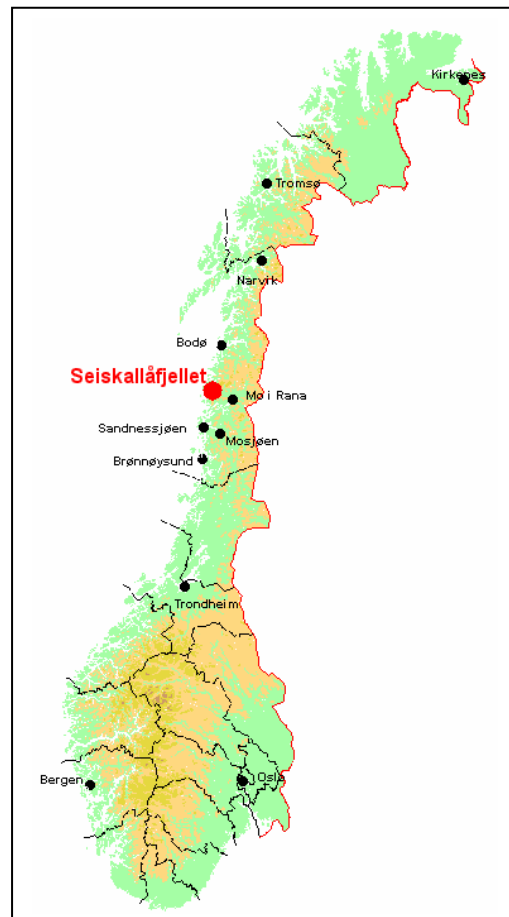 Kirkenes
Tromsø
Narvik
Bodø
Seiskallåfjellet
Mo i Rana
Sandnessjøen
Mosjøen
Brønnøysund
Trondheim
Bergen
Oslo